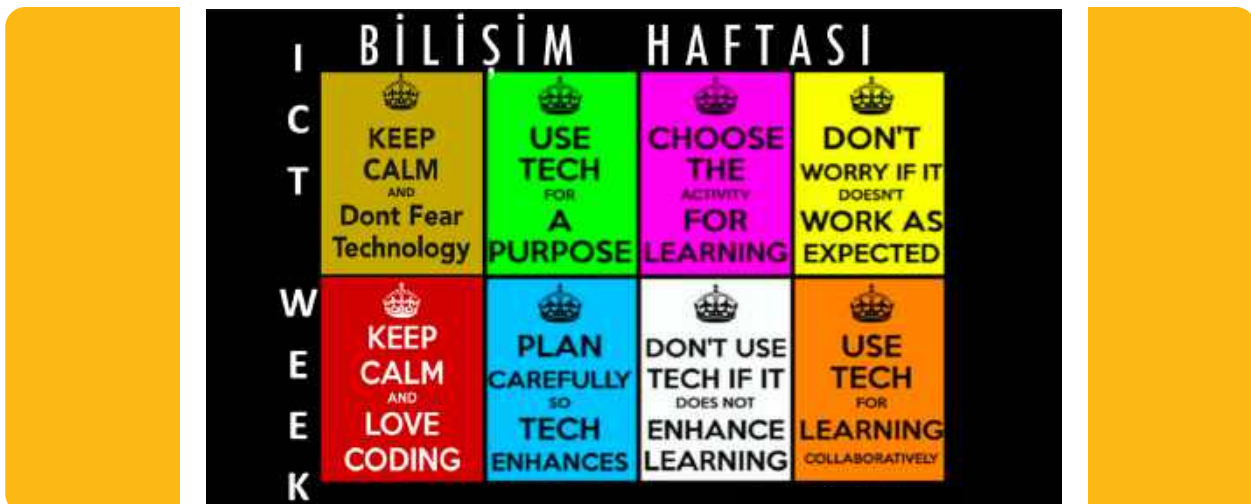 BİLİŞİM HAFTASI
ICT WEEK
KEEP
CALM
AND
Dont Fear
Technology
USE
TECH
FOR
A
PURPOSE
CHOOSE
THE
ACTIVITY
FOR
LEARNING
DON'T
WORRY IF IT
DOESN'T
WORK AS
EXPECTED
KEEP
CALM
AND
LOVE
CODING
PLAN
CAREFULLY
SO
TECH
ENHANCES
DON'T USE
TECH IF IT
DOES NOT
ENHANCE
LEARNING
USE
TECH
FOR
LEARNING
COLLABORATIVELY